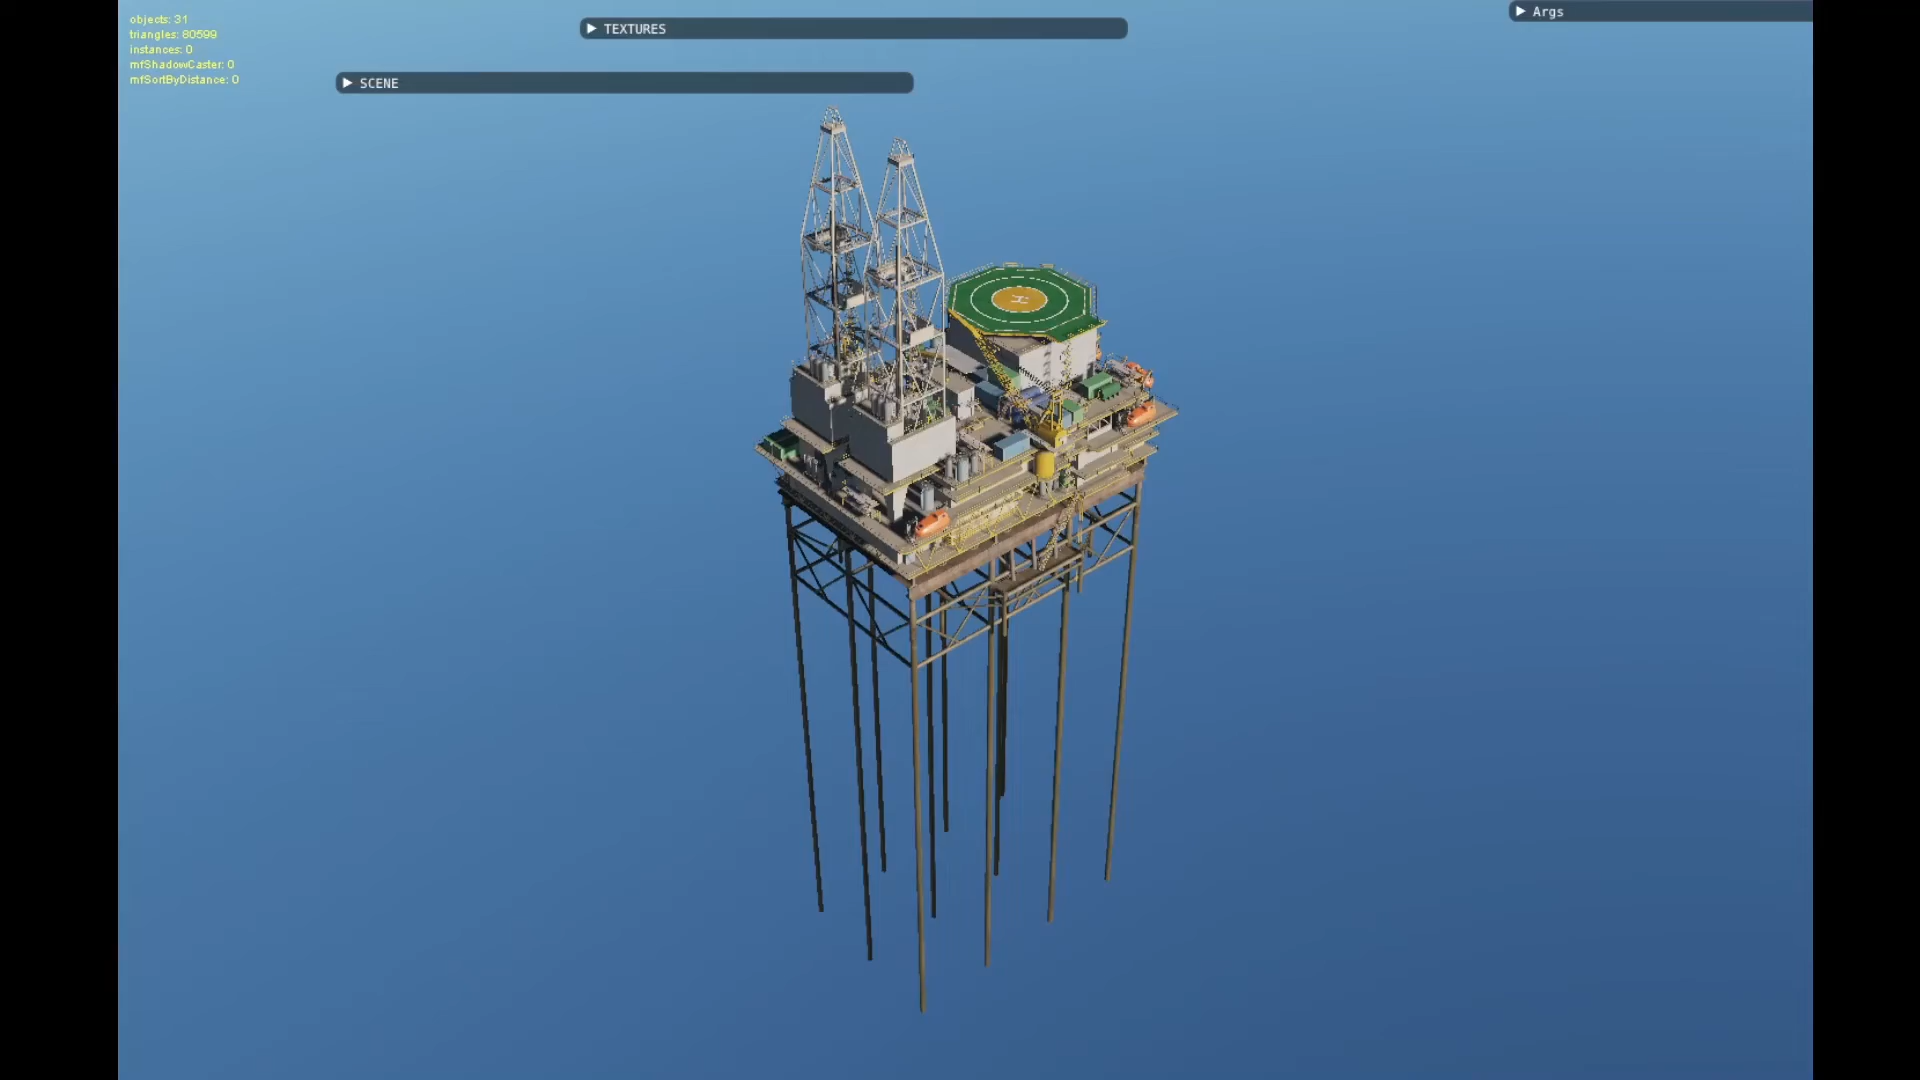 objects: 31
triangles: 80599
instances: 0
mfShadowCaster: 0
mfSortByDistance: 0
TEXTURES
SCENE
Args
H